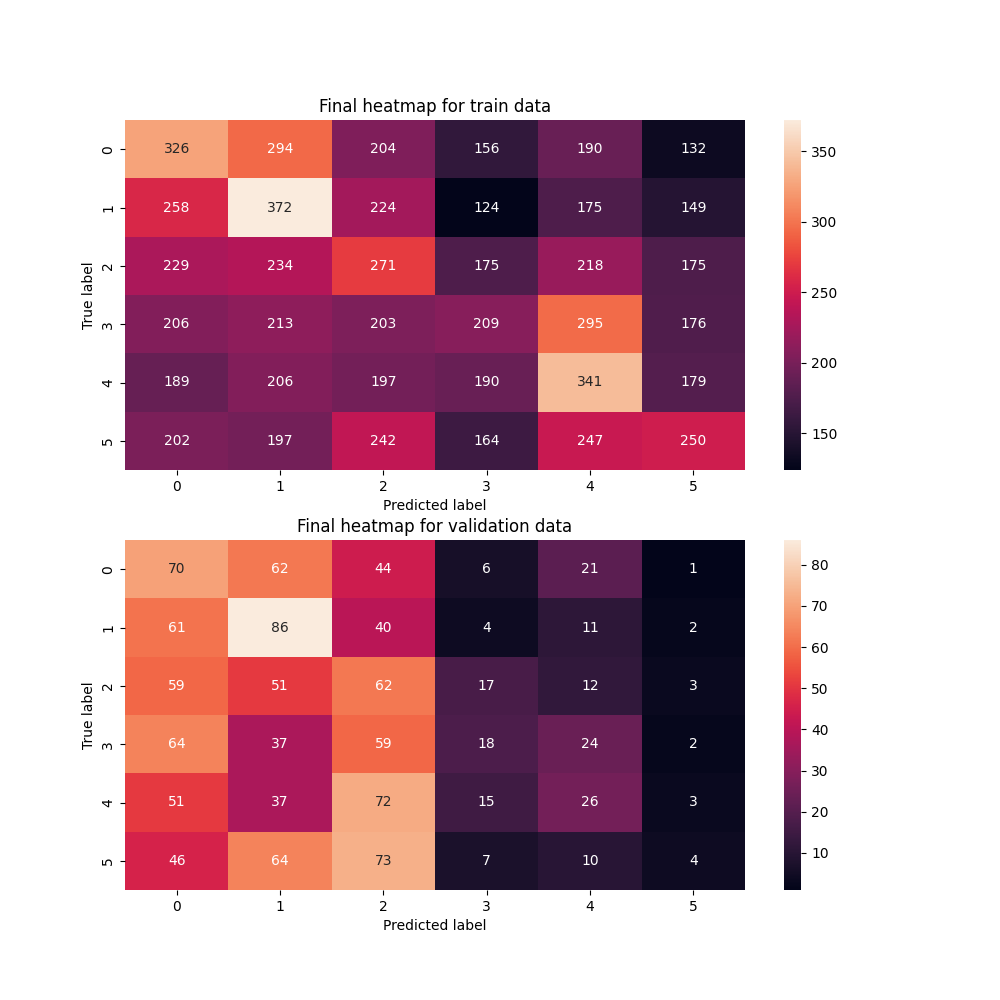 Final heatmap for train data
0 326 294 204 156 190 132
1 258 372 224 124 175 149
2 229 234 271 175 218 175
3 206 213 203 209 295 176
4 189 206 197 190 341 179
5 202 197 242 164 247 250
0 1 2 3 4 5
Predicted label
True label
350
300
250
200
150
Final heatmap for validation data
0 70 62 44 6 21 1
1 61 86 40 4 11 2
2 59 51 62 17 12 3
3 64 37 59 18 24 2
4 51 37 72 15 26 3
5 46 64 73 7 10 4
0 1 2 3 4 5
Predicted label
True label
80
70
60
50
40
30
20
10